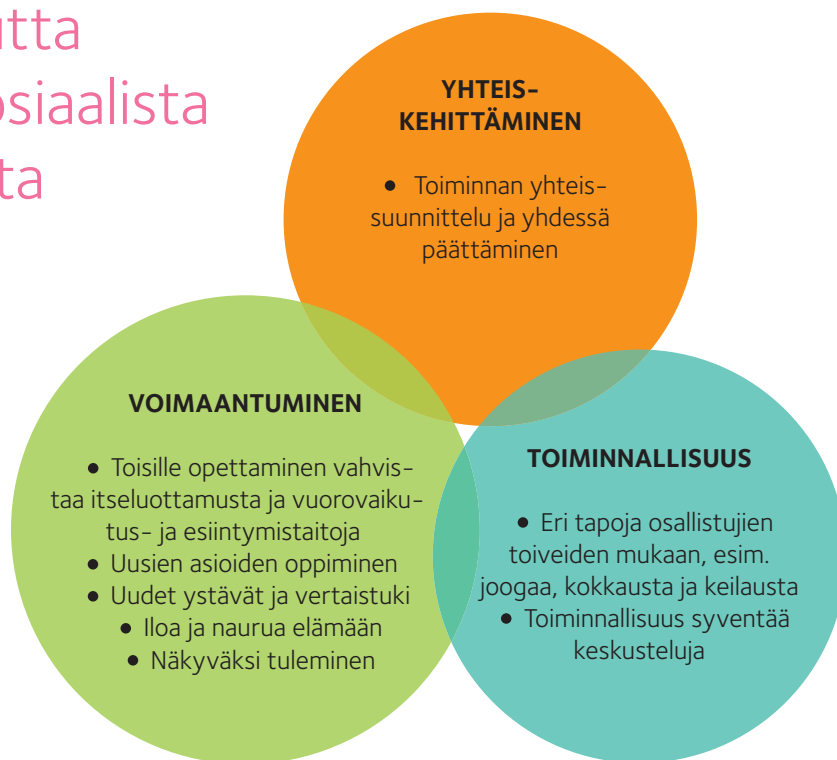 utta
osiaalista
ta
YHTEIS-
KEHITTÄMINEN
• Toiminnan yhteis-
suunnittelu ja yhdessä
päättäminen
VOIMAANTUMINEN
• Toisille opettaminen vahvis-
taa itseluottamusta ja vuorovaiku-
tus- ja esiintymistaitoja
• Uusien asioiden oppiminen
• Uudet ystävät ja vertaistuki
• Iloa ja naurua elämään
• Näkyväksi tuleminen
TOIMINNALLISUUS
• Eri tapoja osallistujien
toiveiden mukaan, esim.
joogaa, kokkausta ja keilausta
• Toiminnallisuus syventää
keskusteluja